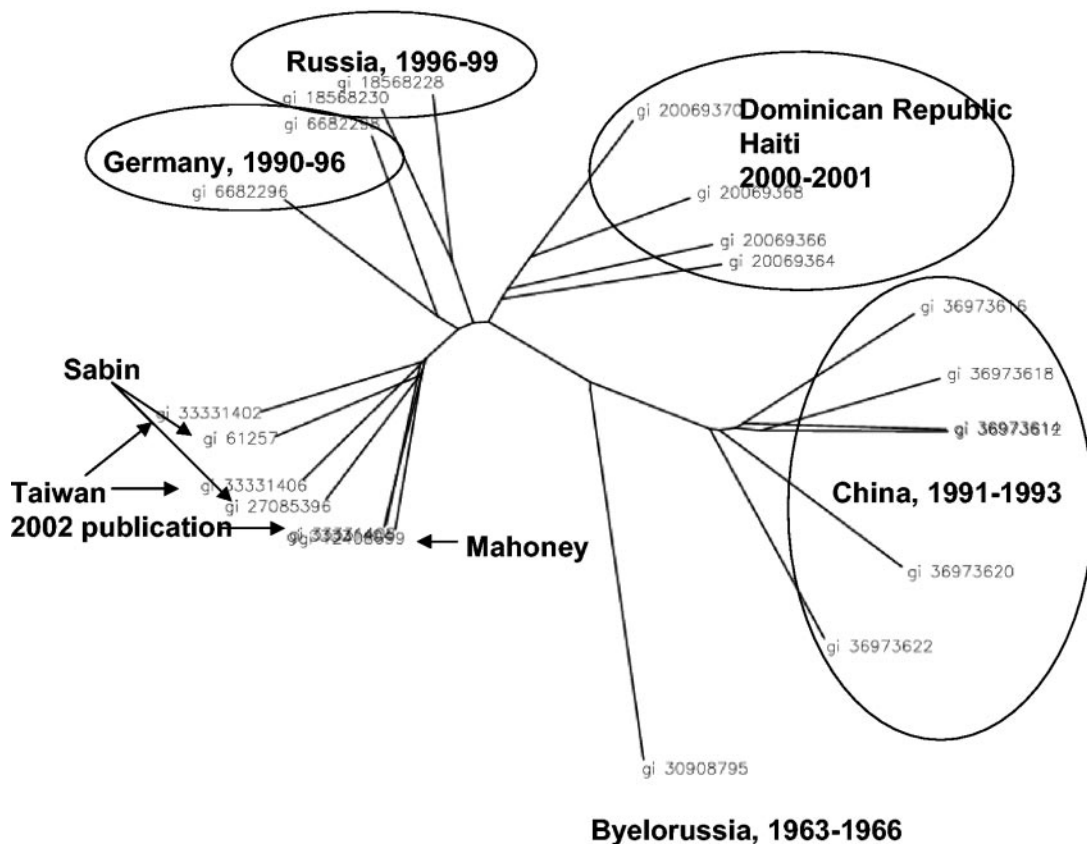 Russia, 1996-99
gi 18568228
gi 18568230
gi 6682298
Germany, 1990-96
gi 6682296
gi 20069370
Dominican Republic
Haiti
2000-2001
gi 20069368
gi 20069366
gi 20069364
gi 36973616
gi 36973618
gi 36973612
China, 1991-1993
gi 36973620
gi 36973622
Sabin
gi 33331402
gi 61257
gi 33331406
gi 27085396
Taiwan
2002 publication
Mahoney
gi 30908795
Byelorussia, 1963-1966